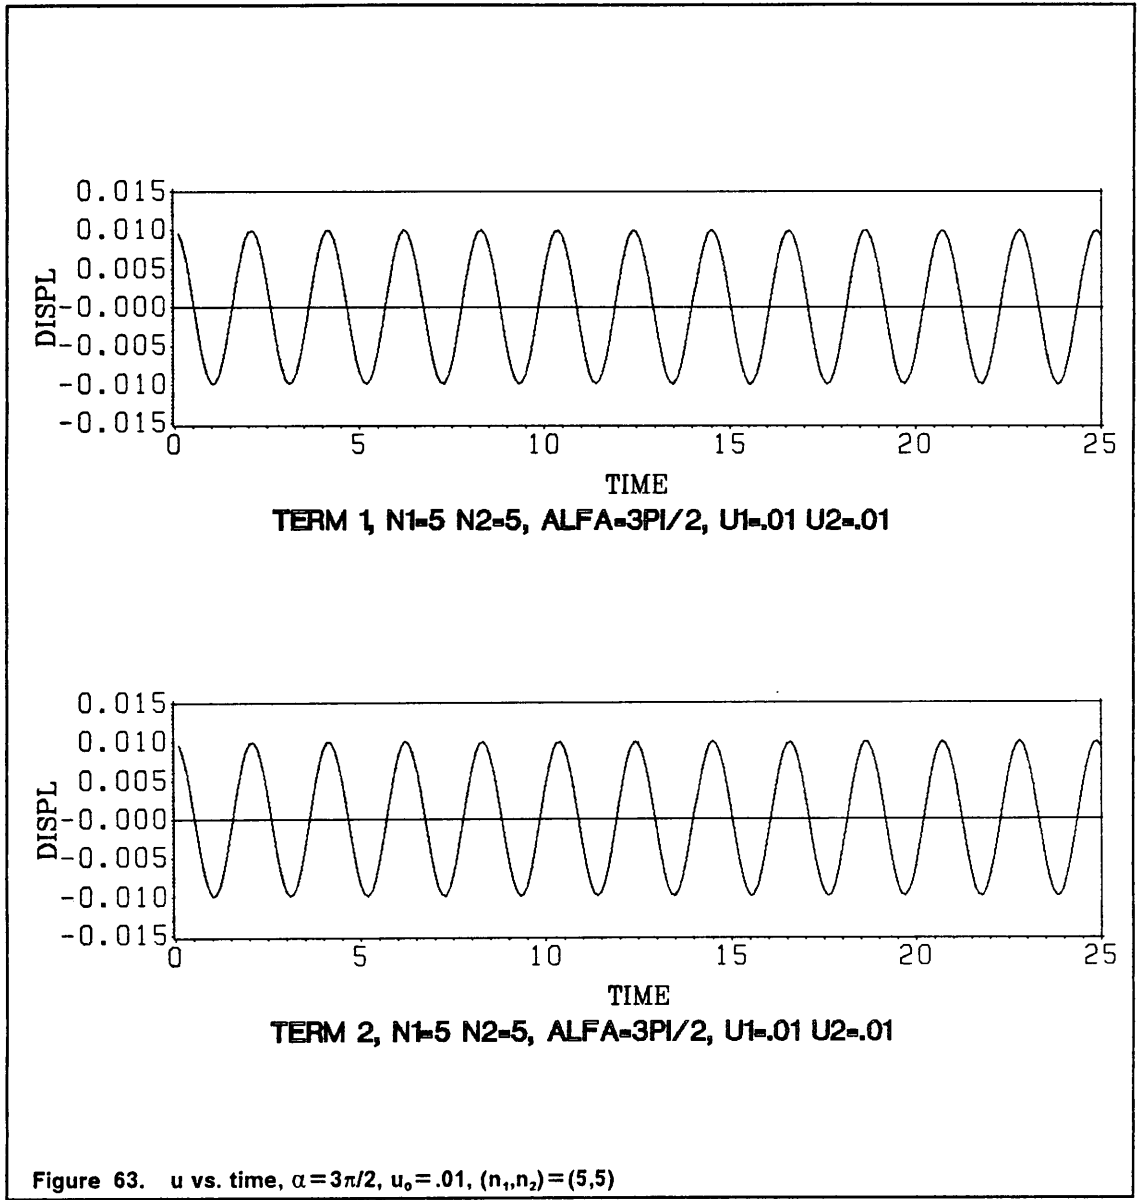 0.015
0.010
0.005
-0.000
-0.005
-0.010
-0.015
DISPL
0 5 10 15 20 25
TIME
TERM 1, N1=5 N2=5, ALFA=3PI/2, U1=.01 U2=.01
0.015
0.010
0.005
-0.000
-0.005
-0.010
-0.015
DISPL
0 5 10 15 20 25
TIME
TERM 2, N1=5 N2=5, ALFA=3PI/2, U1=.01 U2=.01
Figure 63. u vs. time, α=3π/2, u₀=.01, (n₁,n₂)=(5,5)